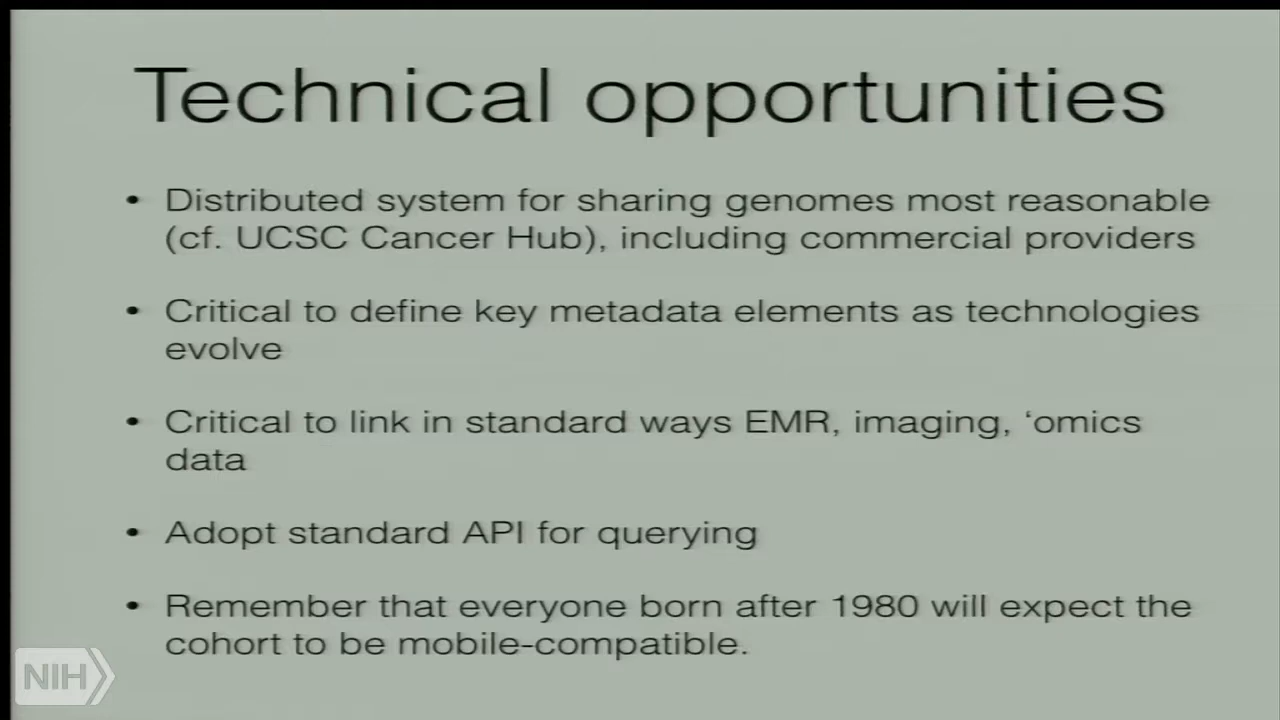 Technical opportunities
• Distributed system for sharing genomes most reasonable
(cf. UCSC Cancer Hub), including commercial providers
• Critical to define key metadata elements as technologies
evolve
• Critical to link in standard ways EMR, imaging, ‘omics
data
• Adopt standard API for querying
• Remember that everyone born after 1980 will expect the
cohort to be mobile-compatible.
NIH